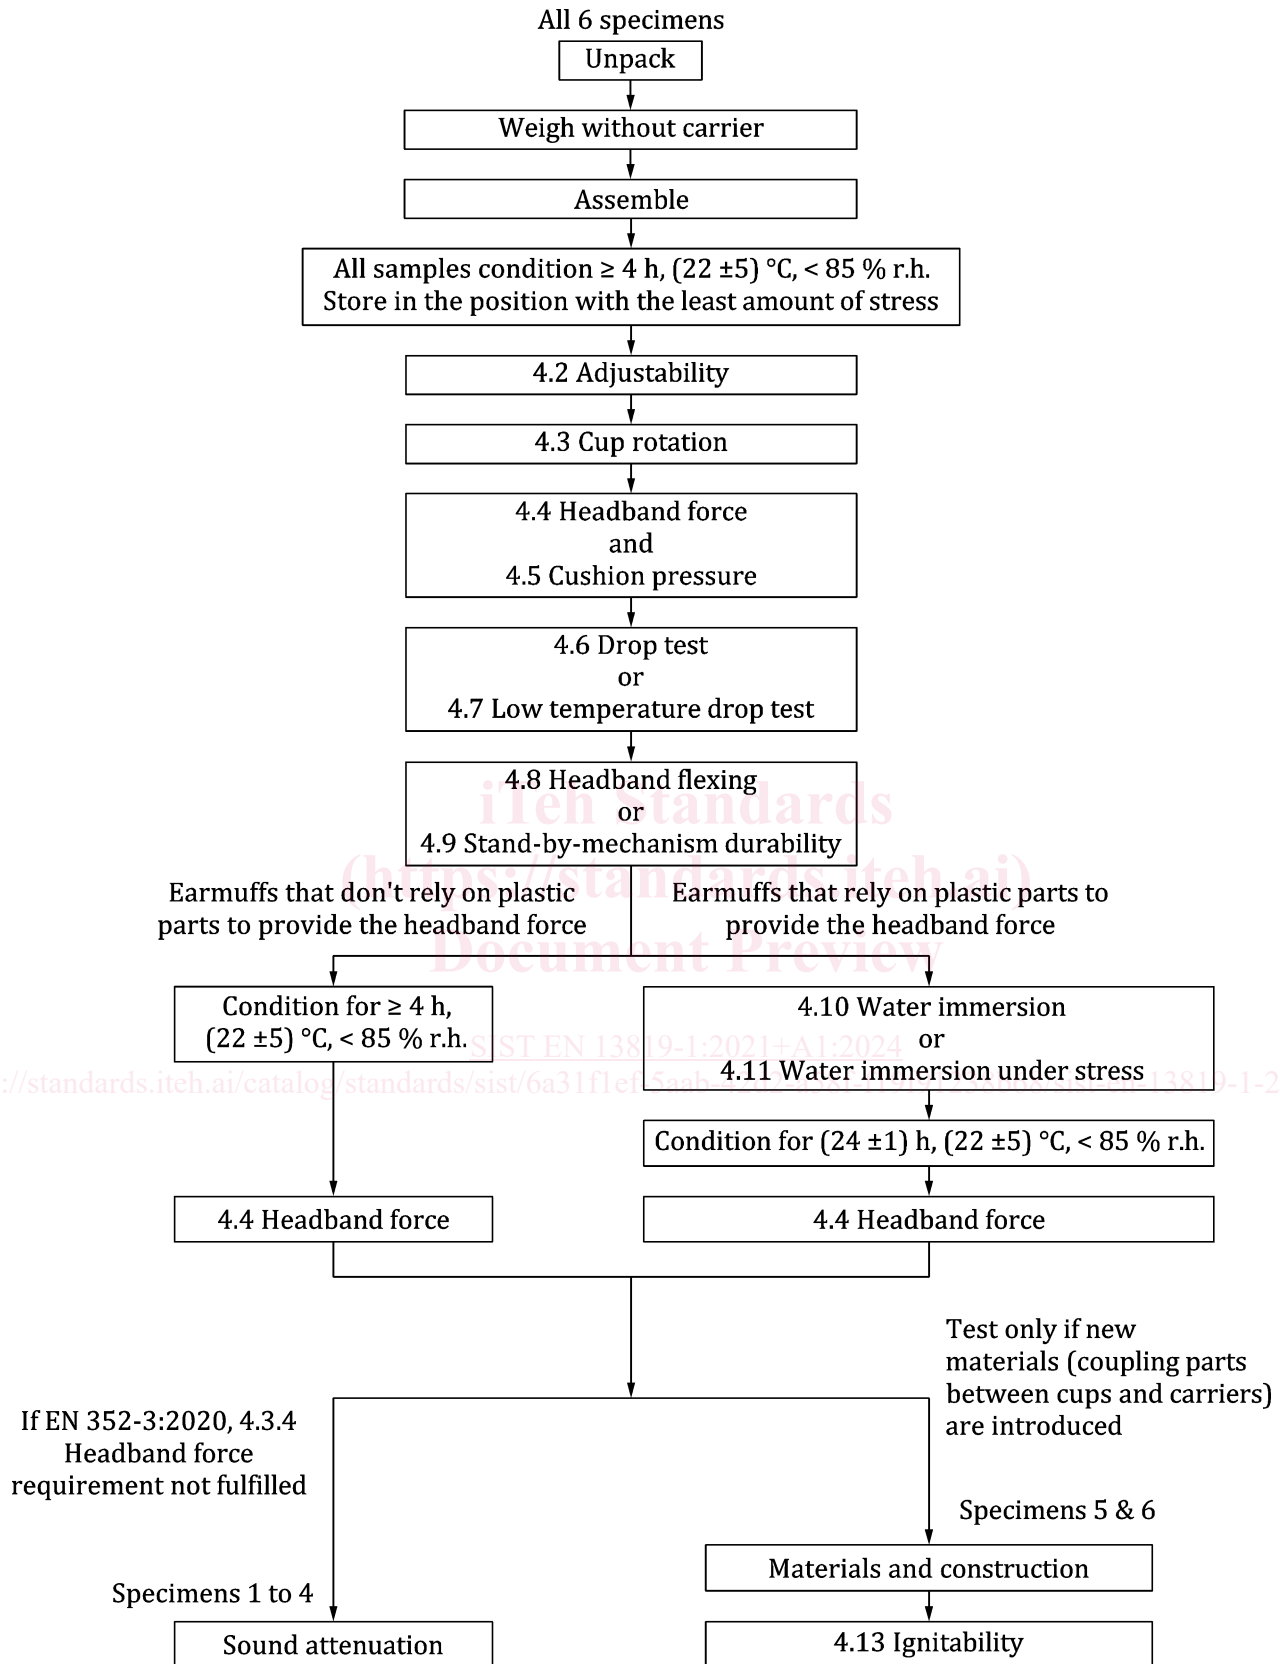 All 6 specimens
Unpack
Weigh without carrier
Assemble
All samples condition ≥ 4 h, (22 ±5) °C, < 85 % r.h.
Store in the position with the least amount of stress
4.2 Adjustability
4.3 Cup rotation
4.4 Headband force
and
4.5 Cushion pressure
4.6 Drop test
or
4.7 Low temperature drop test
4.8 Headband flexing
or
4.9 Stand-by-mechanism durability
iTeh Standards
(https://standards.iteh.ai)
Document Preview
Earmuffs that don't rely on plastic
parts to provide the headband force
Earmuffs that rely on plastic parts to
provide the headband force
Condition for ≥ 4 h,
(22 ±5) °C, < 85 % r.h.
4.10 Water immersion
or
4.11 Water immersion under stress
SIST EN 13819-1:2021+A1:2024
Condition for (24 ±1) h, (22 ±5) °C, < 85 % r.h.
4.4 Headband force
4.4 Headband force
Test only if new
materials (coupling parts
between cups and carriers)
are introduced
If EN 352-3:2020, 4.3.4
Headband force
requirement not fulfilled
Specimens 5 & 6
Materials and construction
Specimens 1 to 4
Sound attenuation
4.13 Ignitability